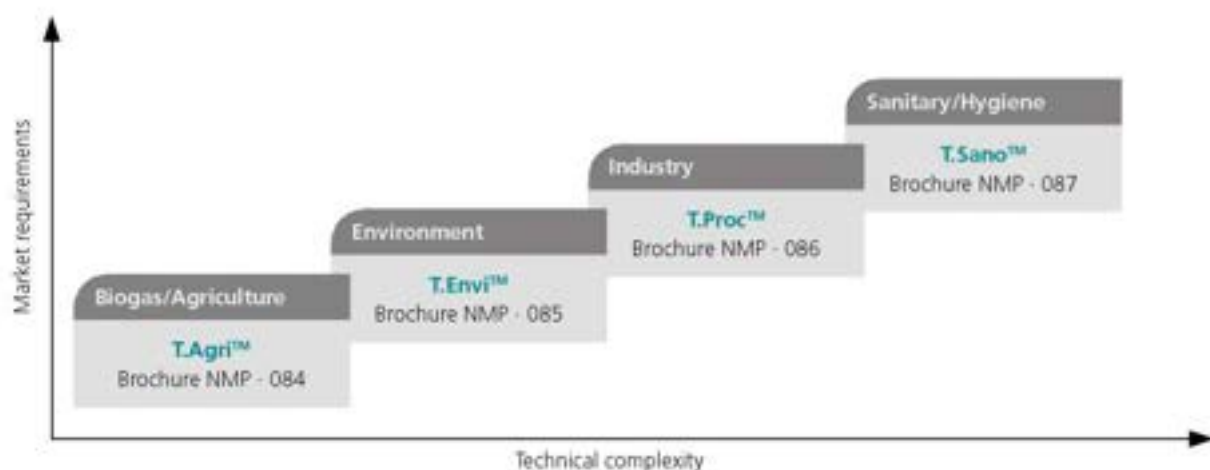 Market requirements
Sanitary/Hygiene
T.Sano™
Brochure NMP - 087
Industry
T.Proc™
Brochure NMP - 086
Environment
T.Envi™
Brochure NMP - 085
Biogas/Agriculture
T.Agri™
Brochure NMP - 084
Technical complexity